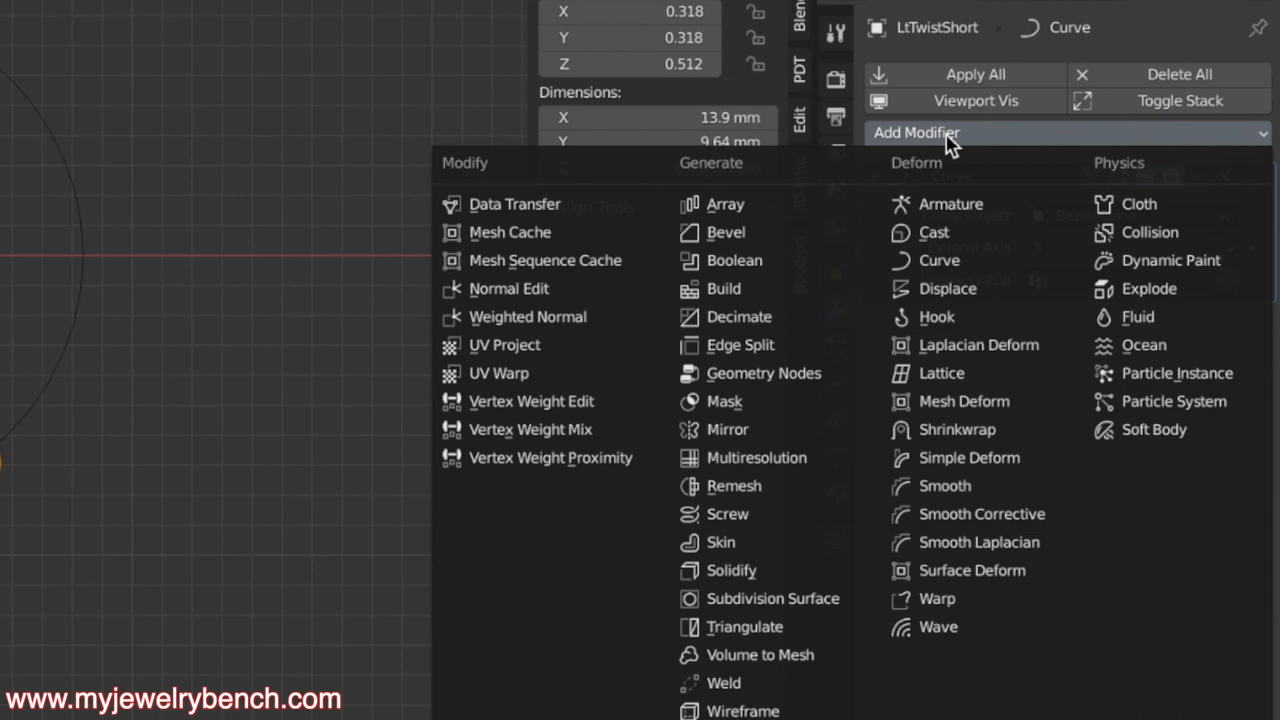 X 0.318
Y 0.318
Z 0.512
Dimensions:
X 13.9 mm
Y 9.64 mm
PDT
Edit
LtTwistShort Curve
Apply All Delete All
Viewport Vis Toggle Stack
Add Modifier
Modify
Data Transfer
Mesh Cache
Mesh Sequence Cache
Normal Edit
Weighted Normal
UV Project
UV Warp
Vertex Weight Edit
Vertex Weight Mix
Vertex Weight Proximity
Generate
Array
Bevel
Boolean
Build
Decimate
Edge Split
Geometry Nodes
Mask
Mirror
Multiresolution
Remesh
Screw
Skin
Solidify
Subdivision Surface
Triangulate
Volume to Mesh
Weld
Wireframe
Deform
Armature
Cast
Curve
Displace
Hook
Laplacian Deform
Lattice
Mesh Deform
Shrinkwrap
Simple Deform
Smooth
Smooth Corrective
Smooth Laplacian
Surface Deform
Warp
Wave
Physics
Cloth
Collision
Dynamic Paint
Explode
Fluid
Ocean
Particle Instance
Particle System
Soft Body
www.myjewelrybench.com